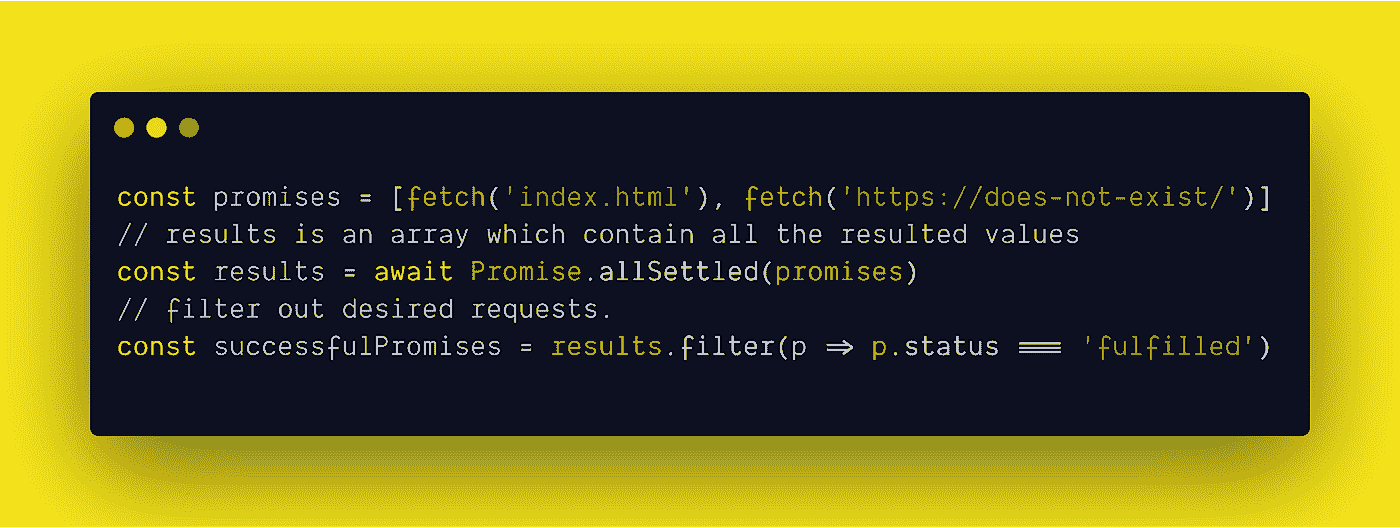 const promises = [fetch('index.html'), fetch('https://does-not-exist/')]
// results is an array which contain all the resulted values
const results = await Promise.allSettled(promises)
// filter out desired requests.
const successfulPromises = results.filter(p => p.status === 'fulfilled')